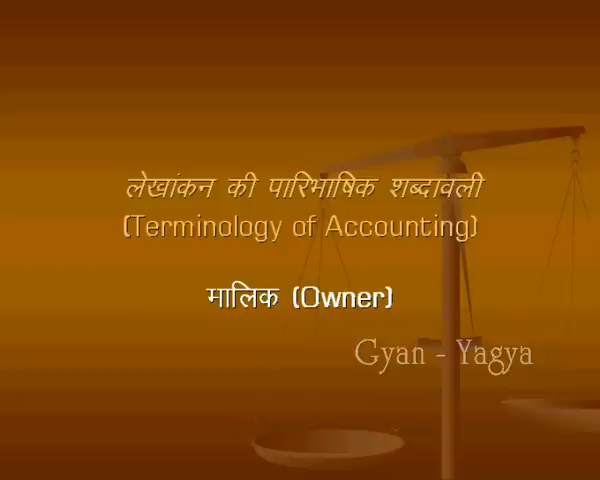 लेखांकन की पारिभाषिक शब्दावली
(Terminology of Accounting)
मालिक (Owner)
Gyan - Yagya